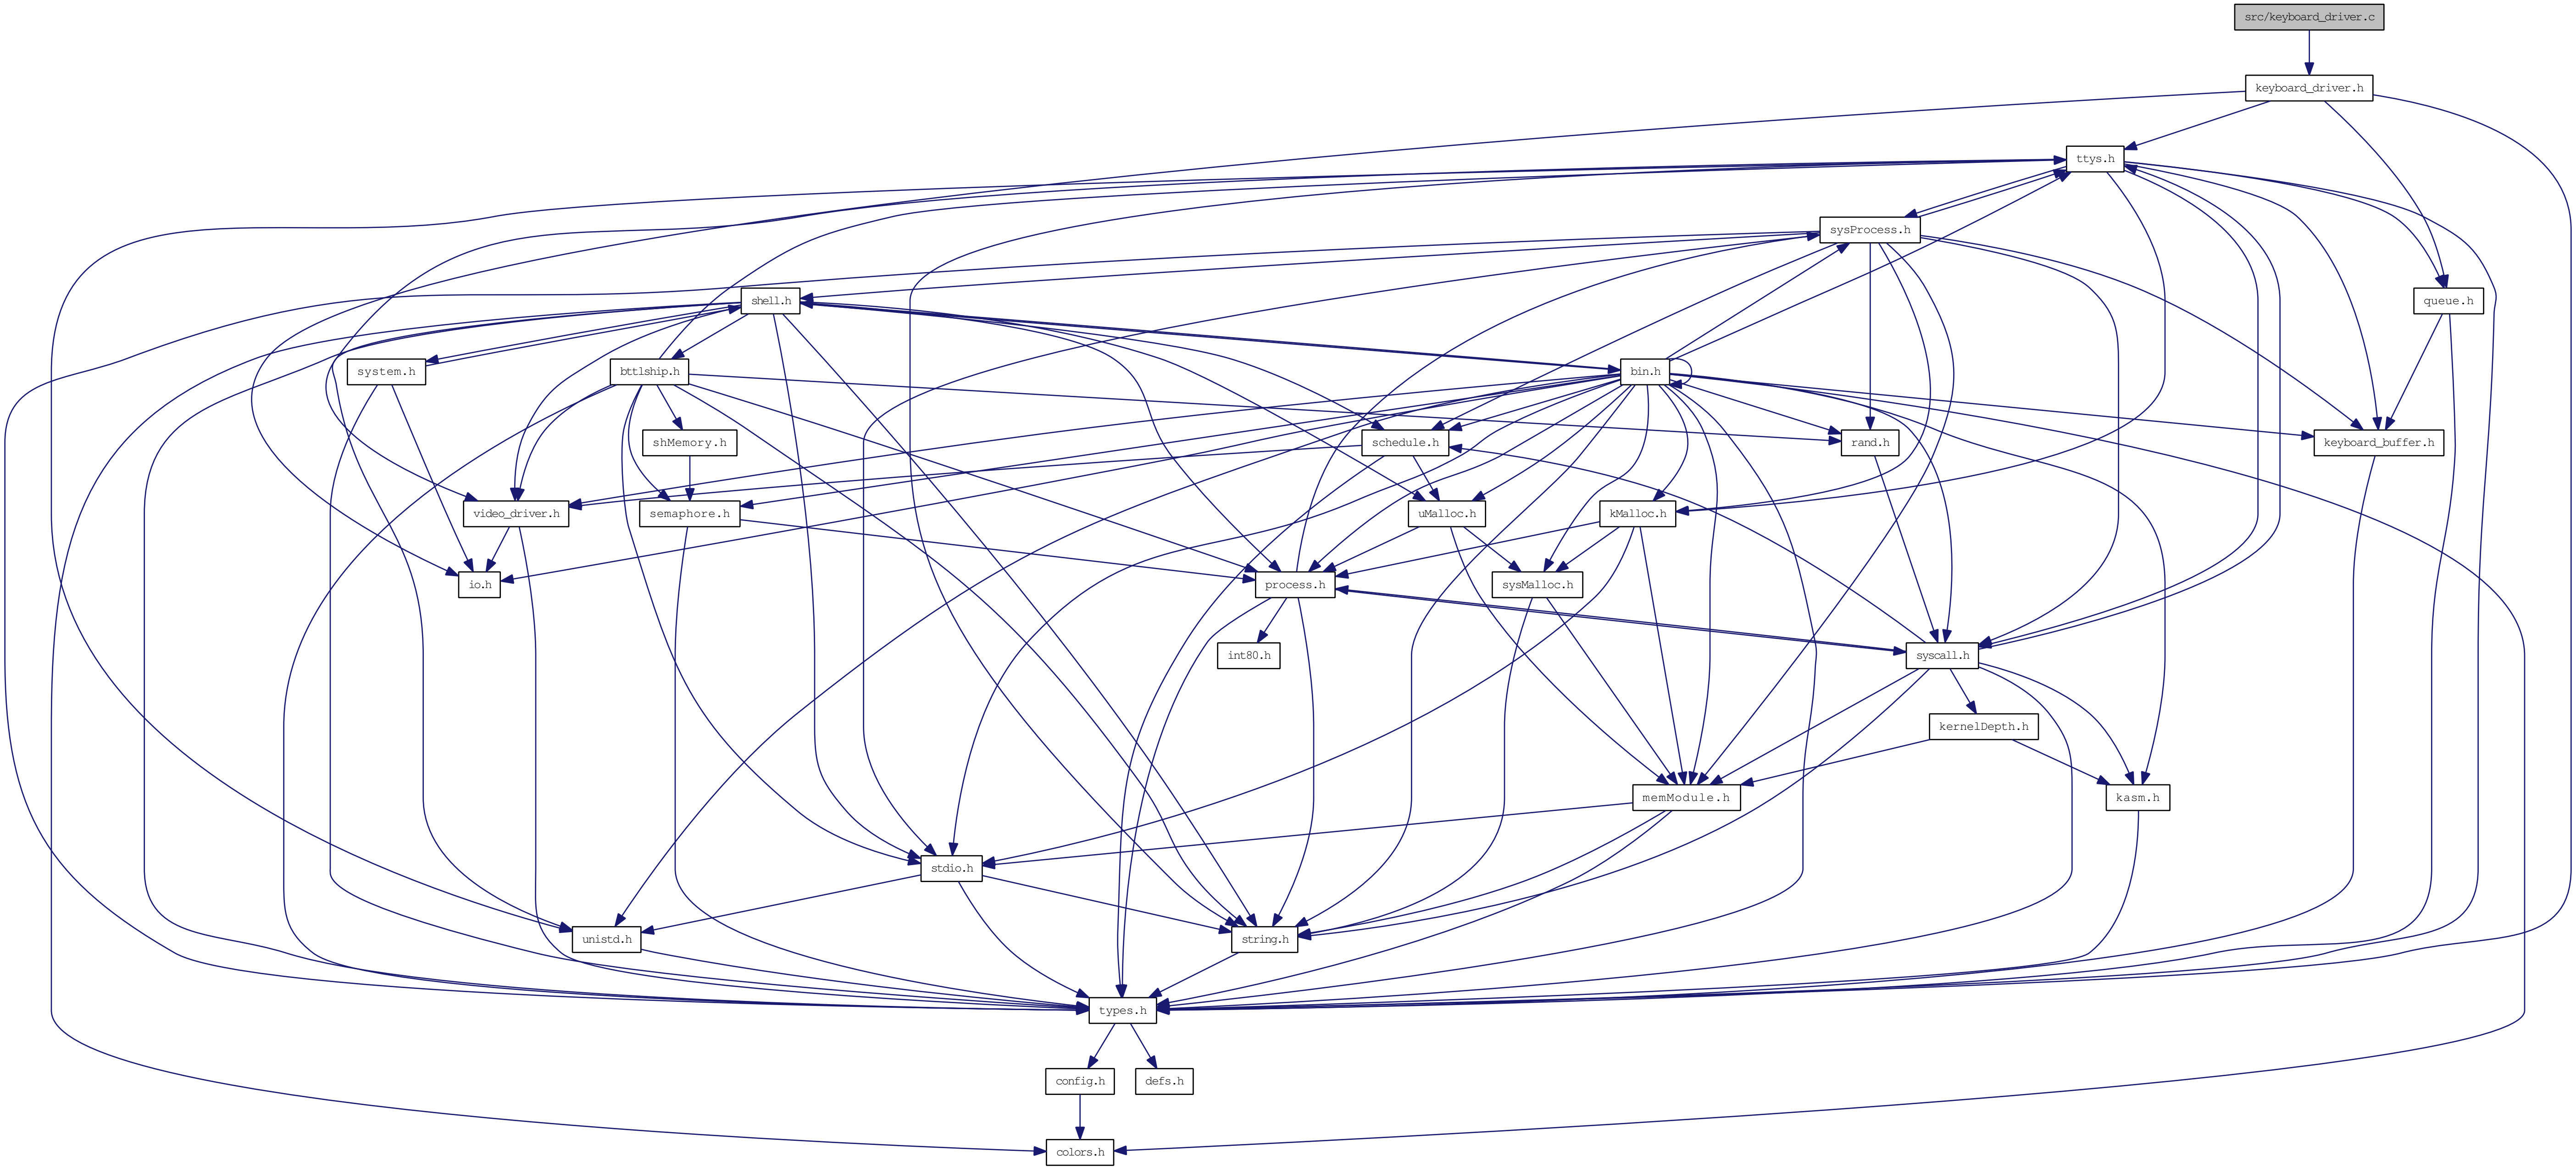 src/keyboard_driver.c
keyboard_driver.h
ttys.h
sysProcess.h
shell.h
queue.h
system.h
bttlship.h
bin.h
shMemory.h
schedule.h
rand.h
keyboard_buffer.h
video_driver.h
semaphore.h
uMalloc.h
kMalloc.h
io.h
process.h
sysMalloc.h
int80.h
syscall.h
kernelDepth.h
memModule.h
kasm.h
stdio.h
unistd.h
string.h
types.h
config.h
defs.h
colors.h